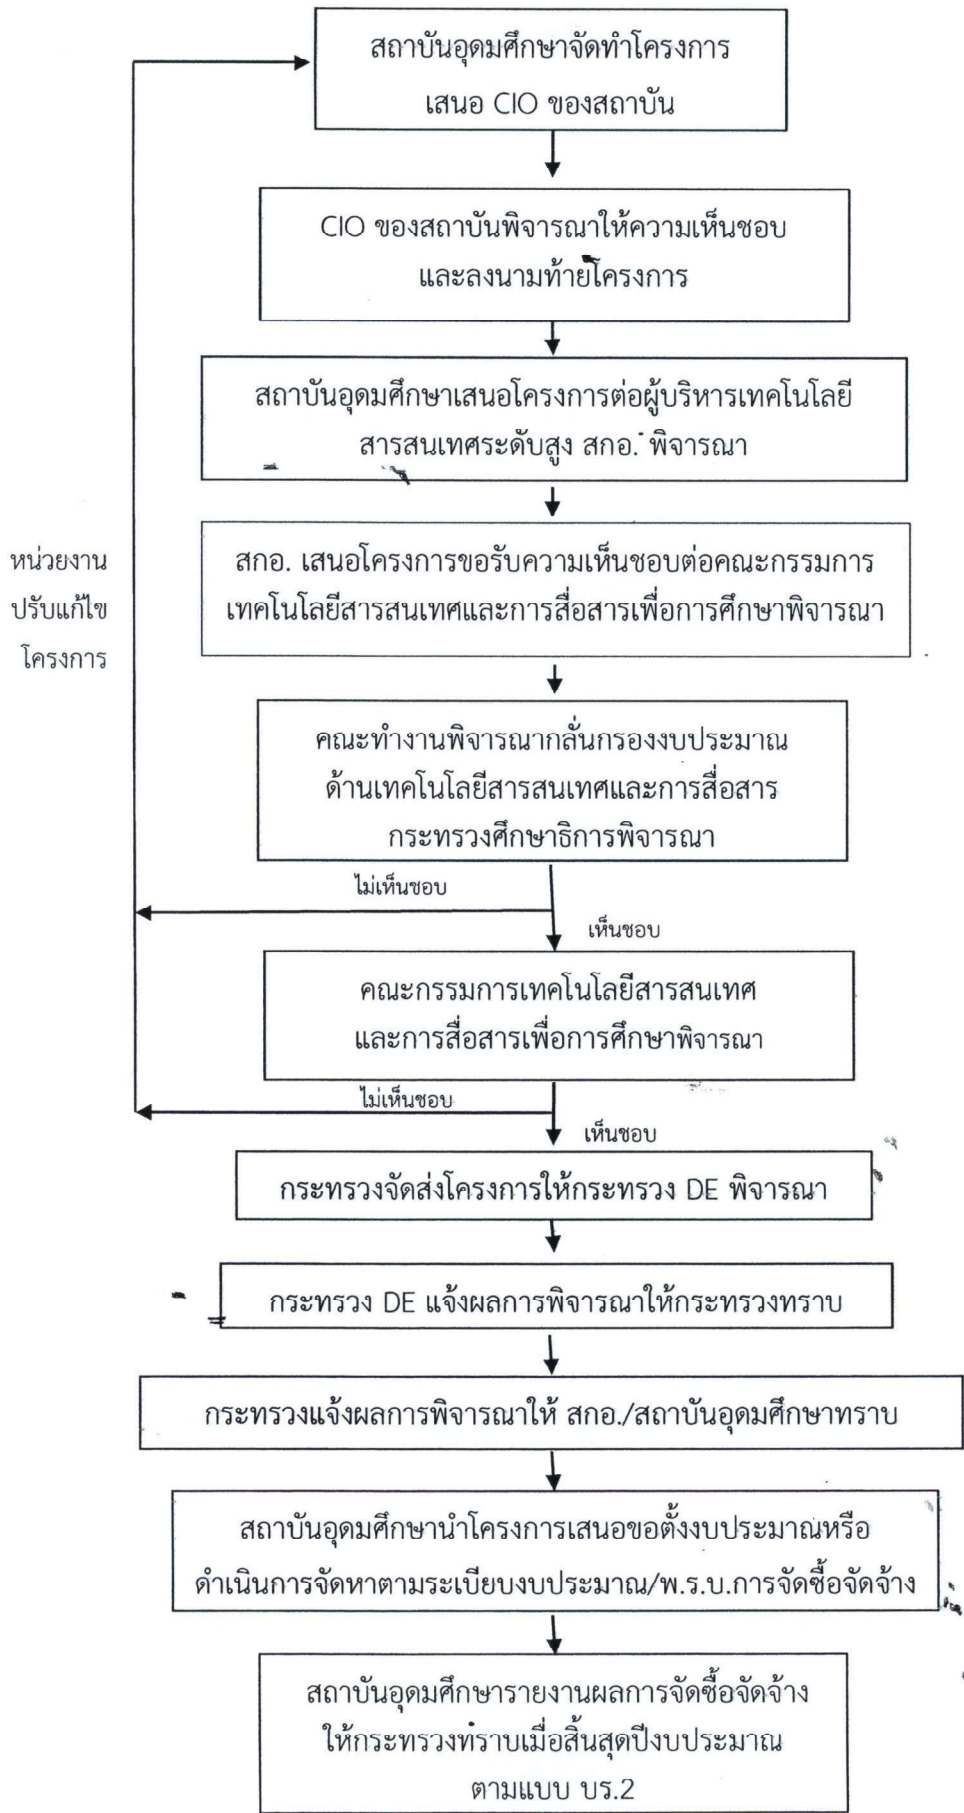 สถาบันอุดมศึกษาจัดทำโครงการ
เสนอ CIO ของสถาบัน
CIO ของสถาบันพิจารณาให้ความเห็นชอบ
และลงนามท้ายโครงการ
สถาบันอุดมศึกษาเสนอโครงการต่อผู้บริหารเทคโนโลยี
สารสนเทศระดับสูง สกอ. พิจารณา
สกอ. เสนอโครงการขอรับความเห็นชอบต่อคณะกรรมการ
เทคโนโลยีสารสนเทศและการสื่อสารเพื่อการศึกษาพิจารณา
หน่วยงาน
ปรับแก้ไข
โครงการ
คณะทำงานพิจารณากลั่นกรองงบประมาณ
ด้านเทคโนโลยีสารสนเทศและการสื่อสาร
กระทรวงศึกษาธิการพิจารณา
ไม่เห็นชอบ
เห็นชอบ
คณะกรรมการเทคโนโลยีสารสนเทศ
และการสื่อสารเพื่อการศึกษาพิจารณา
ไม่เห็นชอบ
เห็นชอบ
กระทรวงจัดส่งโครงการให้กระทรวง DE พิจารณา
กระทรวง DE แจ้งผลการพิจารณาให้กระทรวงทราบ
กระทรวงแจ้งผลการพิจารณาให้ สกอ./สถาบันอุดมศึกษาทราบ
สถาบันอุดมศึกษานำโครงการเสนอขอตั้งงบประมาณหรือ
ดำเนินการจัดหาตามระเบียบงบประมาณ/พ.ร.บ.การจัดซื้อจัดจ้าง
สถาบันอุดมศึกษารายงานผลการจัดซื้อจัดจ้าง
ให้กระทรวงทราบเมื่อสิ้นสุดปีงบประมาณ
ตามแบบ บร.2